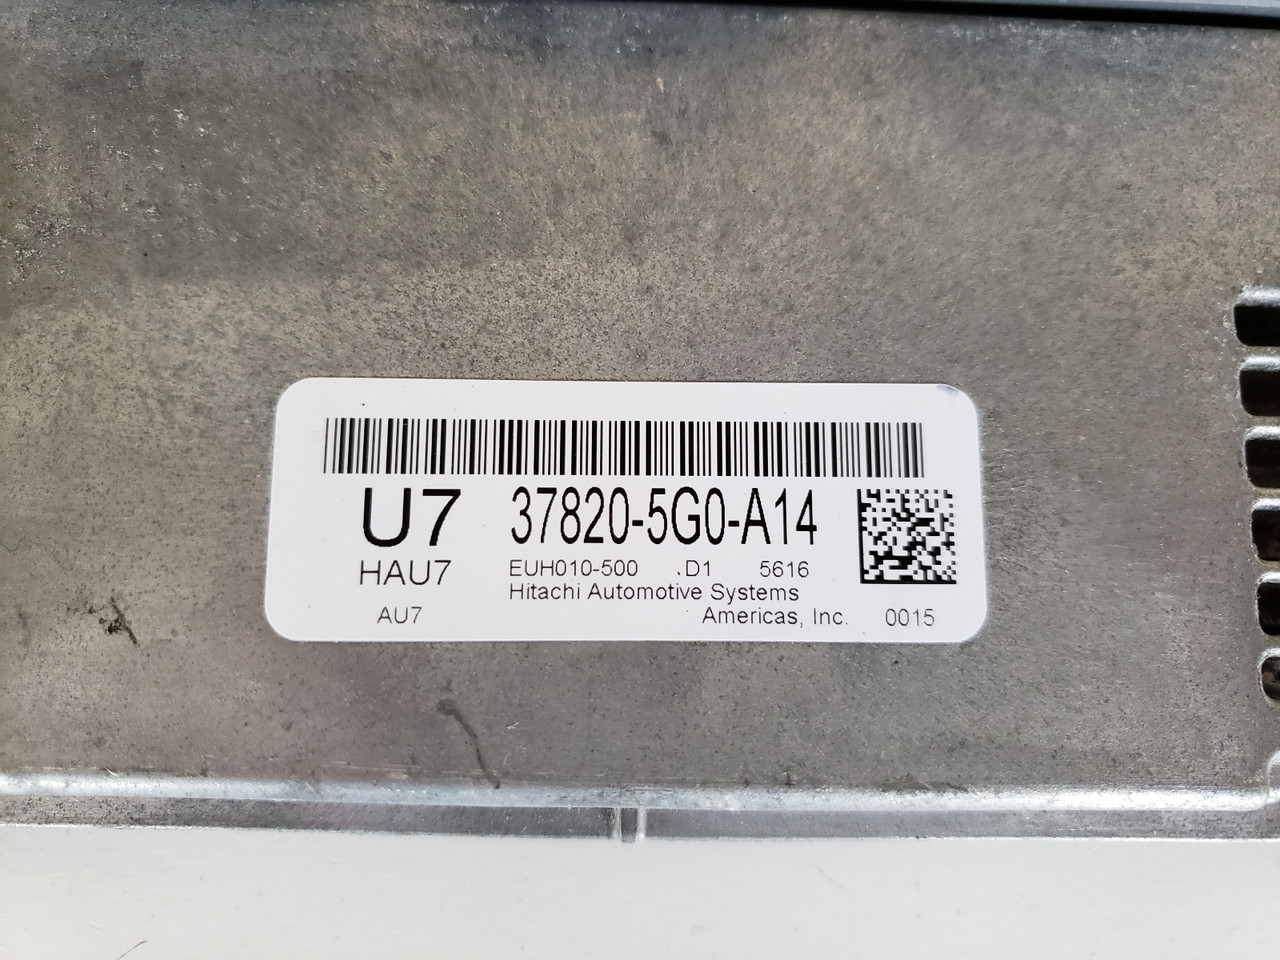 U7 37820-5G0-A14
HAU7 EUH010-500 .D1 5616
Hitachi Automotive Systems
AU7 Americas, Inc. 0015